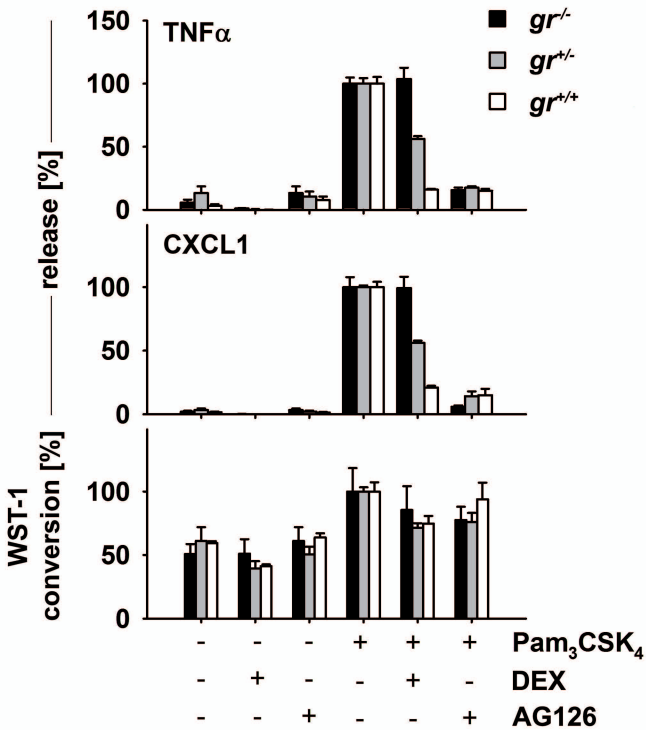 150
TNFα
gr-/-
gr+/-
gr+/+
100
50
0
release [%]
CXCL1
100
50
0
WST-1
conversion [%]
100
50
0
- - - + + + Pam3CSK4
- + - - + - DEX
- - + - - + AG126